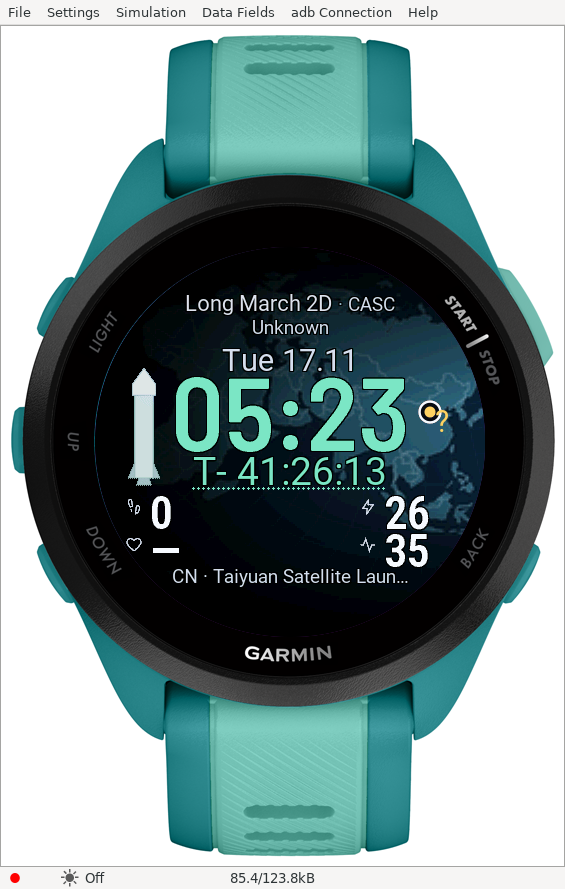 File Settings Simulation Data Fields adb Connection Help
Long March 2D · CASC
Unknown
START
STOP
LIGHT
Tue 17.11
05:23
?
UP
T- 41:26:13
0
26
—
35
DOWN
BACK
CN · Taiyuan Satellite Laun...
GARMIN
Off 85.4/123.8kB